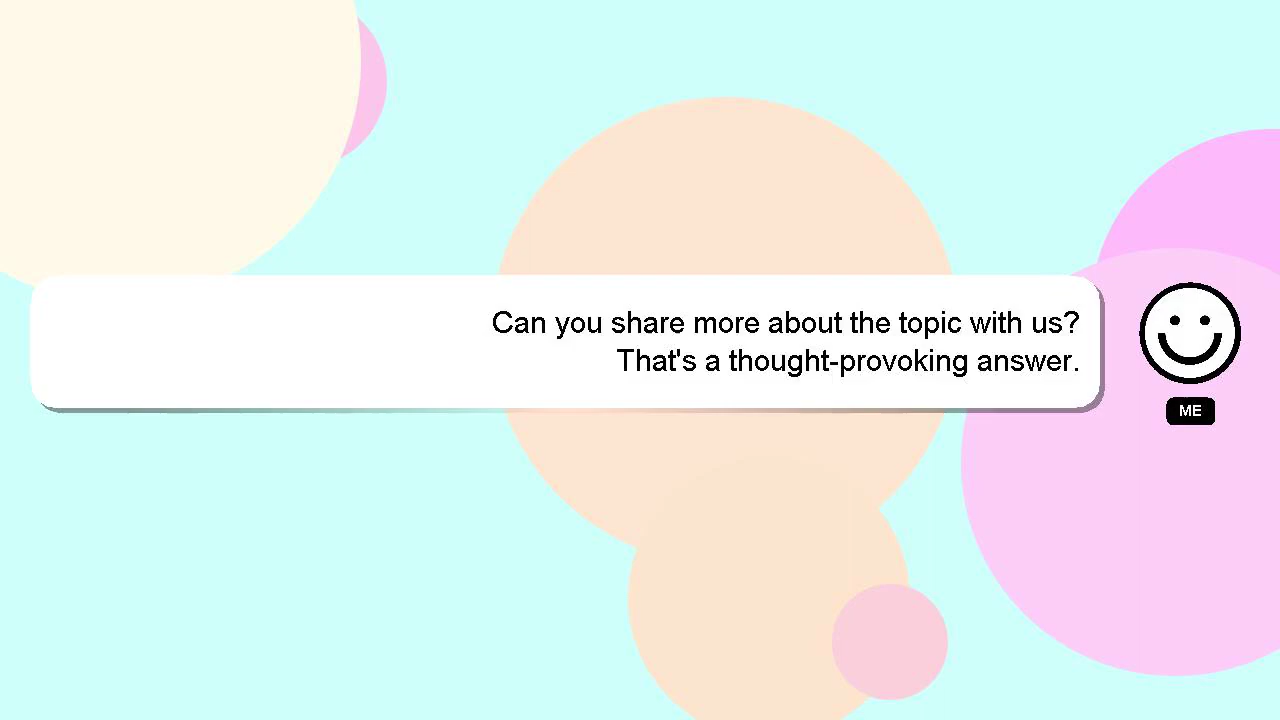 Can you share more about the topic with us?
That's a thought-provoking answer.
ME